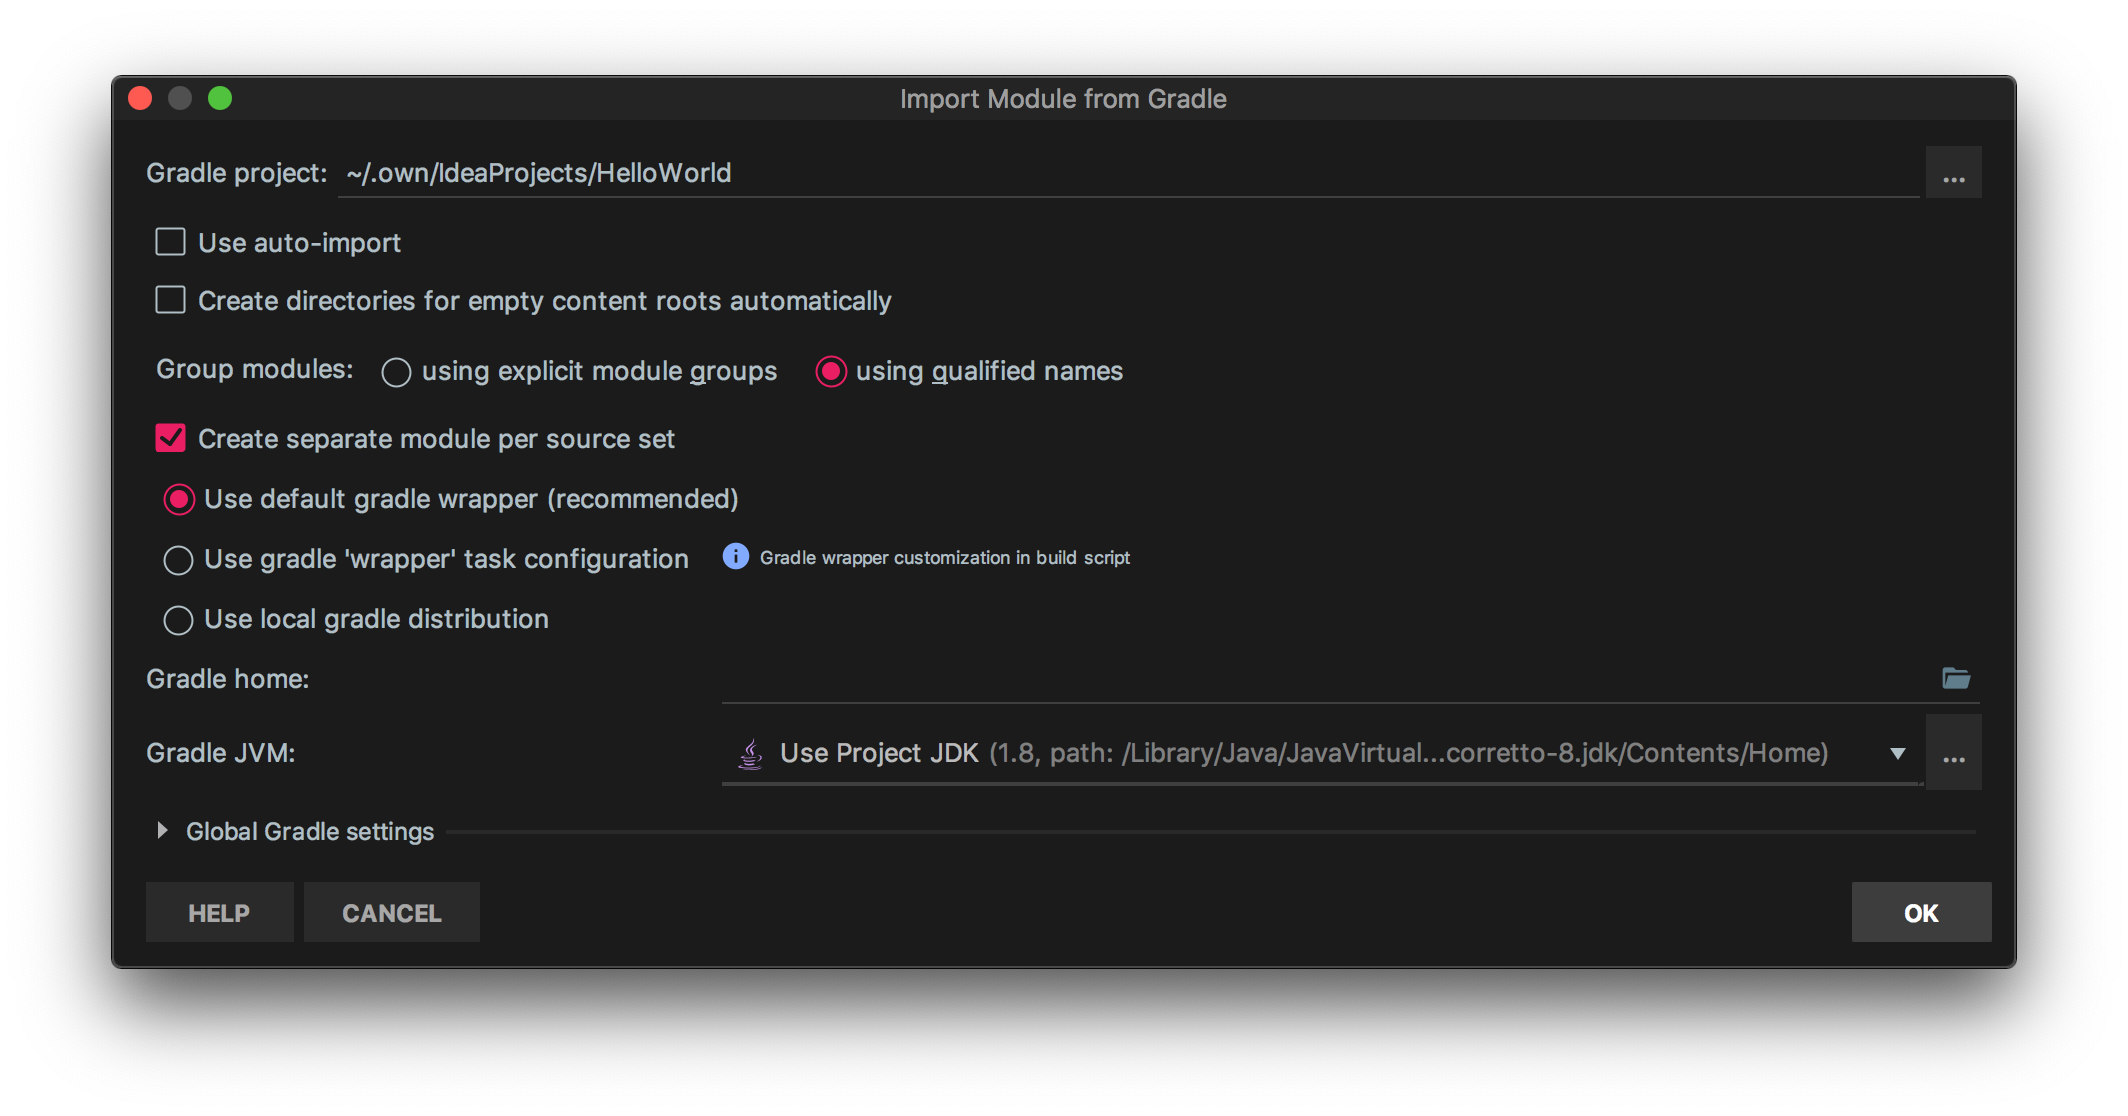 Import Module from Gradle
Gradle project: ~/.own/IdeaProjects/HelloWorld ...
Use auto-import
Create directories for empty content roots automatically
Group modules: using explicit module groups using qualified names
Create separate module per source set
Use default gradle wrapper (recommended)
Use gradle 'wrapper' task configuration Gradle wrapper customization in build script
Use local gradle distribution
Gradle home:
Gradle JVM: Use Project JDK (1.8, path: /Library/Java/JavaVirtual...corretto-8.jdk/Contents/Home) ...
Global Gradle settings
HELP CANCEL OK